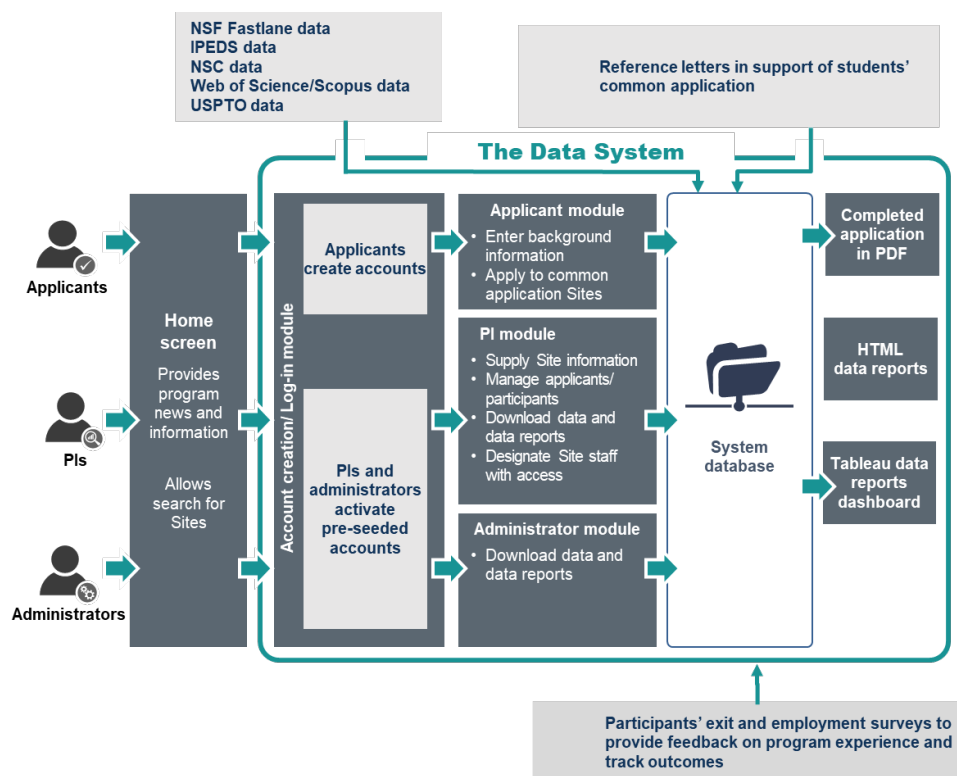 NSF Fastlane data
IPEDS data
NSC data
Web of Science/Scopus data
USPTO data
Reference letters in support of students'
common application
The Data System
Applicants
PIs
Administrators
Home
screen
Provides
program
news and
information
Allows
search for
Sites
Account creation/ Log-in module
Applicants
create accounts
PIs and
administrators
activate
pre-seeded
accounts
Applicant module
• Enter background
information
• Apply to common
application Sites
PI module
• Supply Site information
• Manage applicants/
participants
• Download data and
data reports
• Designate Site staff
with access
Administrator module
• Download data and
data reports
System
database
Completed
application
in PDF
HTML
data reports
Tableau data
reports
dashboard
Participants' exit and employment surveys to
provide feedback on program experience and
track outcomes